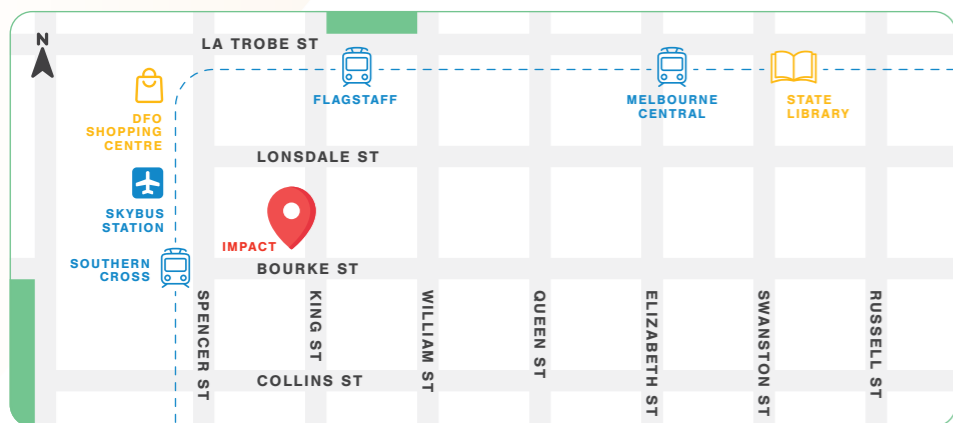 N
LA TROBE ST
FLAGSTAFF
MELBOURNE
CENTRAL
STATE
LIBRARY
DFO
SHOPPING
CENTRE
LONSDALE ST
SKYBUS
STATION
IMPACT
SOUTHERN
CROSS
BOURKE ST
SPENCER ST
KING ST
WILLIAM ST
QUEEN ST
ELIZABETH ST
SWANSTON ST
RUSSELL ST
COLLINS ST